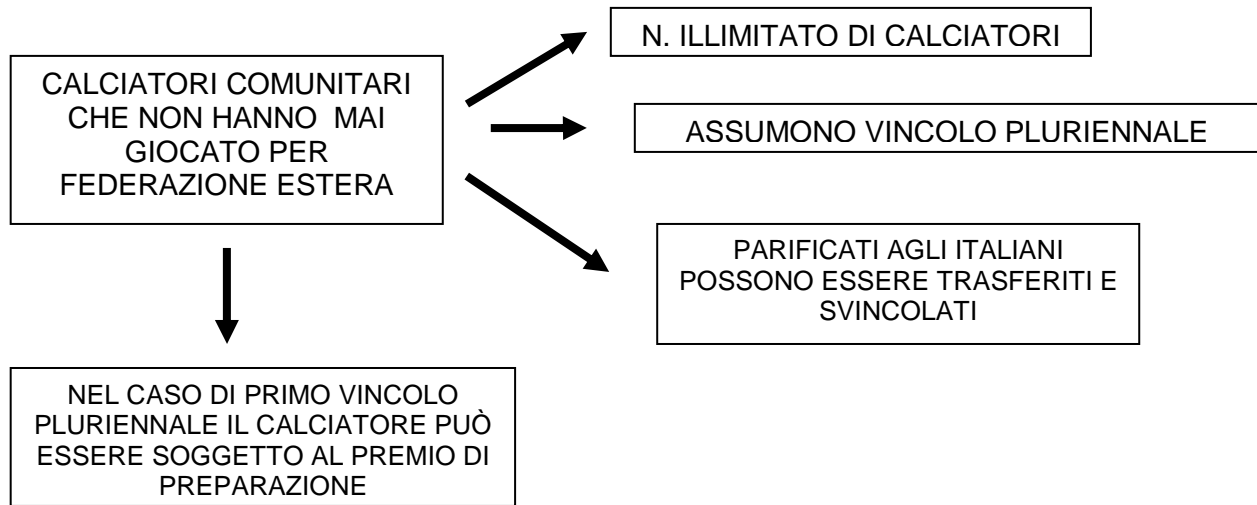 N. ILLIMITATO DI CALCIATORI
CALCIATORI COMUNITARI
CHE NON HANNO MAI
GIOCATO PER
FEDERAZIONE ESTERA
ASSUMONO VINCOLO PLURIENNALE
PARIFICATI AGLI ITALIANI
POSSONO ESSERE TRASFERITI E
SVINCOLATI
NEL CASO DI PRIMO VINCOLO
PLURIENNALE IL CALCIATORE PUÒ
ESSERE SOGGETTO AL PREMIO DI
PREPARAZIONE